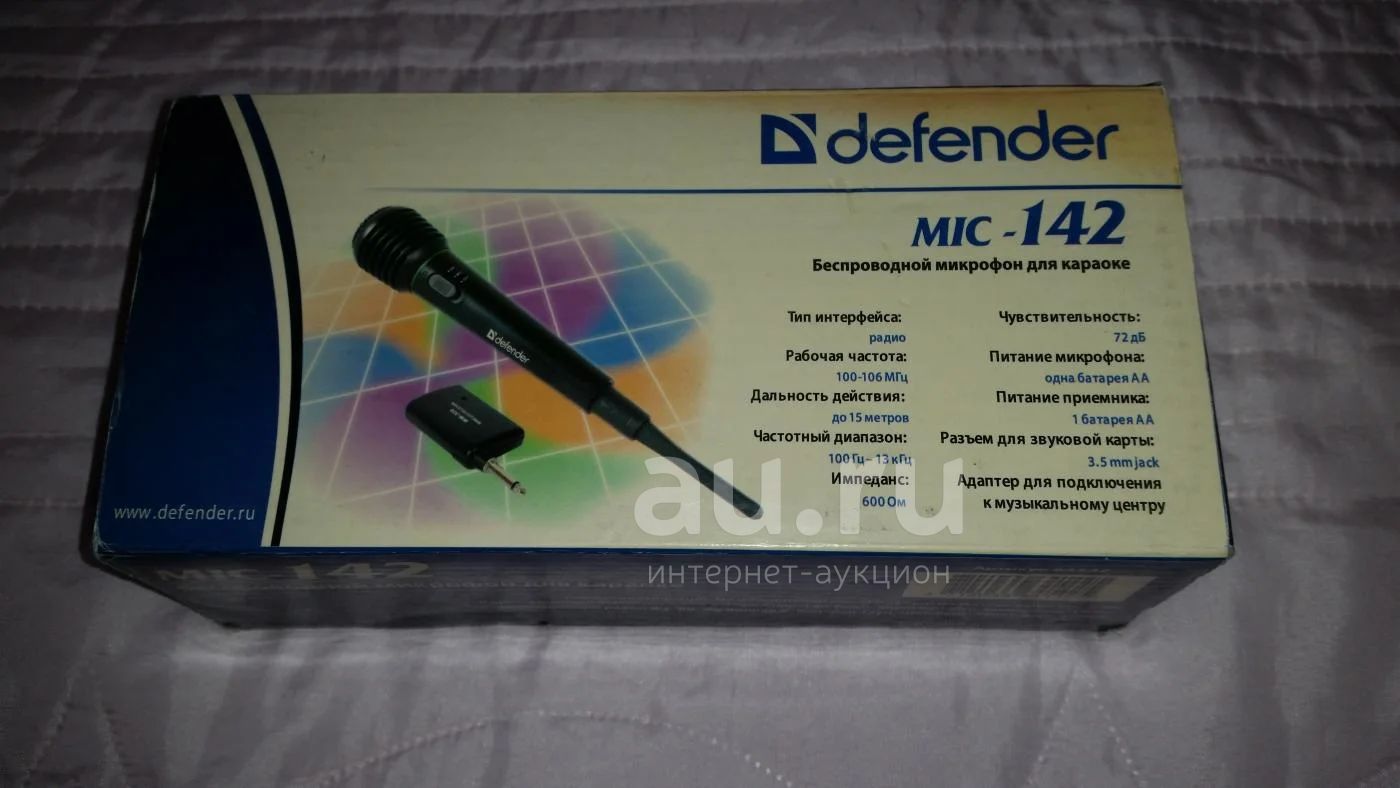 defender
MIC-142
Беспроводной микрофон для караоке
Тип интерфейса:
радио
Рабочая частота:
100-106 МГц
Дальность действия:
до 15 метров
Частотный диапазон:
100 Гц – 13 кГц
Импеданс:
600 Ом
Чувствительность:
72 дБ
Питание микрофона:
одна батарея АА
Питание приемника:
1 батарея АА
Разъем для звуковой карты:
3.5 mm jack
Адаптер для подключения
к музыкальному центру
defender
www.defender.ru
MIC-142
au.ru
интернет-аукцион